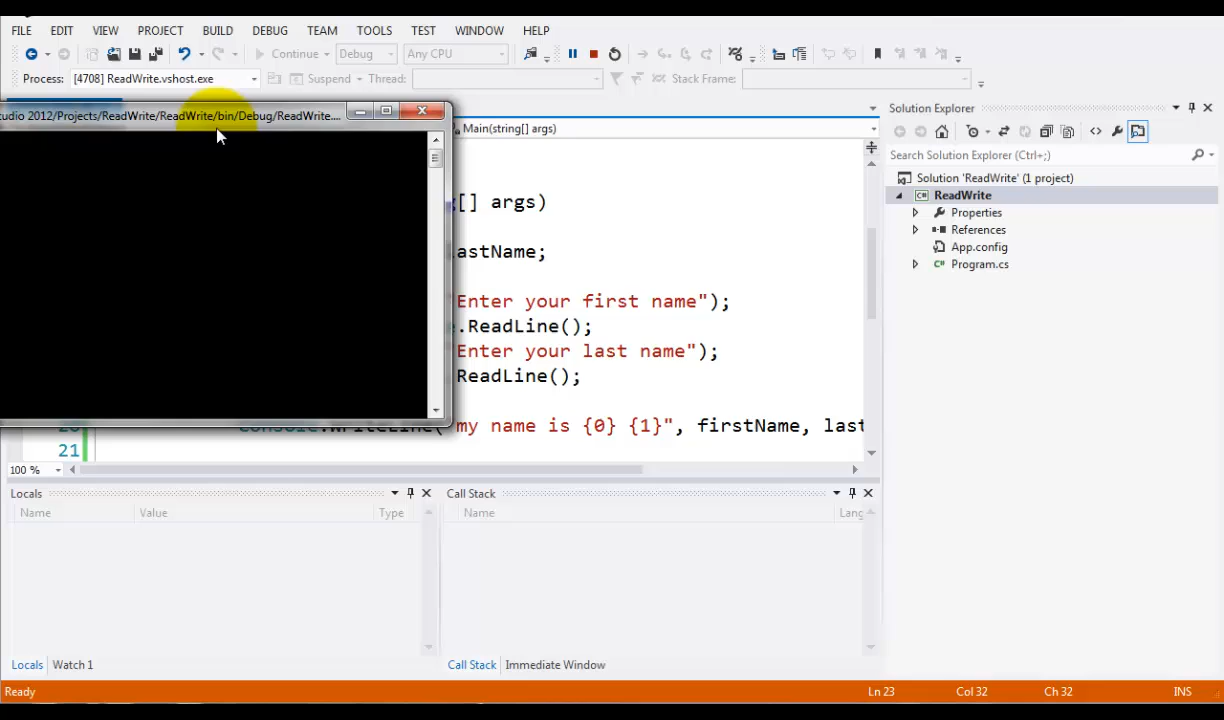 FILE EDIT VIEW PROJECT BUILD DEBUG TEAM TOOLS TEST WINDOW HELP
Continue Debug Any CPU
Process: [4708] ReadWrite.vshost.exe Suspend Thread: Stack Frame:
tudio 2012/Projects/ReadWrite/ReadWrite/bin/Debug/ReadWrite....
Main(string[] args)
[] args)
astName;
"Enter your first name");
.ReadLine();
"Enter your last name");
ReadLine();
"my name is {0} {1}", firstName, last
21
100 %
Locals
Name Value Type
Locals Watch 1
Call Stack
Name Lang
Call Stack Immediate Window
Solution Explorer
Search Solution Explorer (Ctrl+;)
Solution 'ReadWrite' (1 project)
C# ReadWrite
Properties
References
App.config
C# Program.cs
Ready Ln 23 Col 32 Ch 32 INS